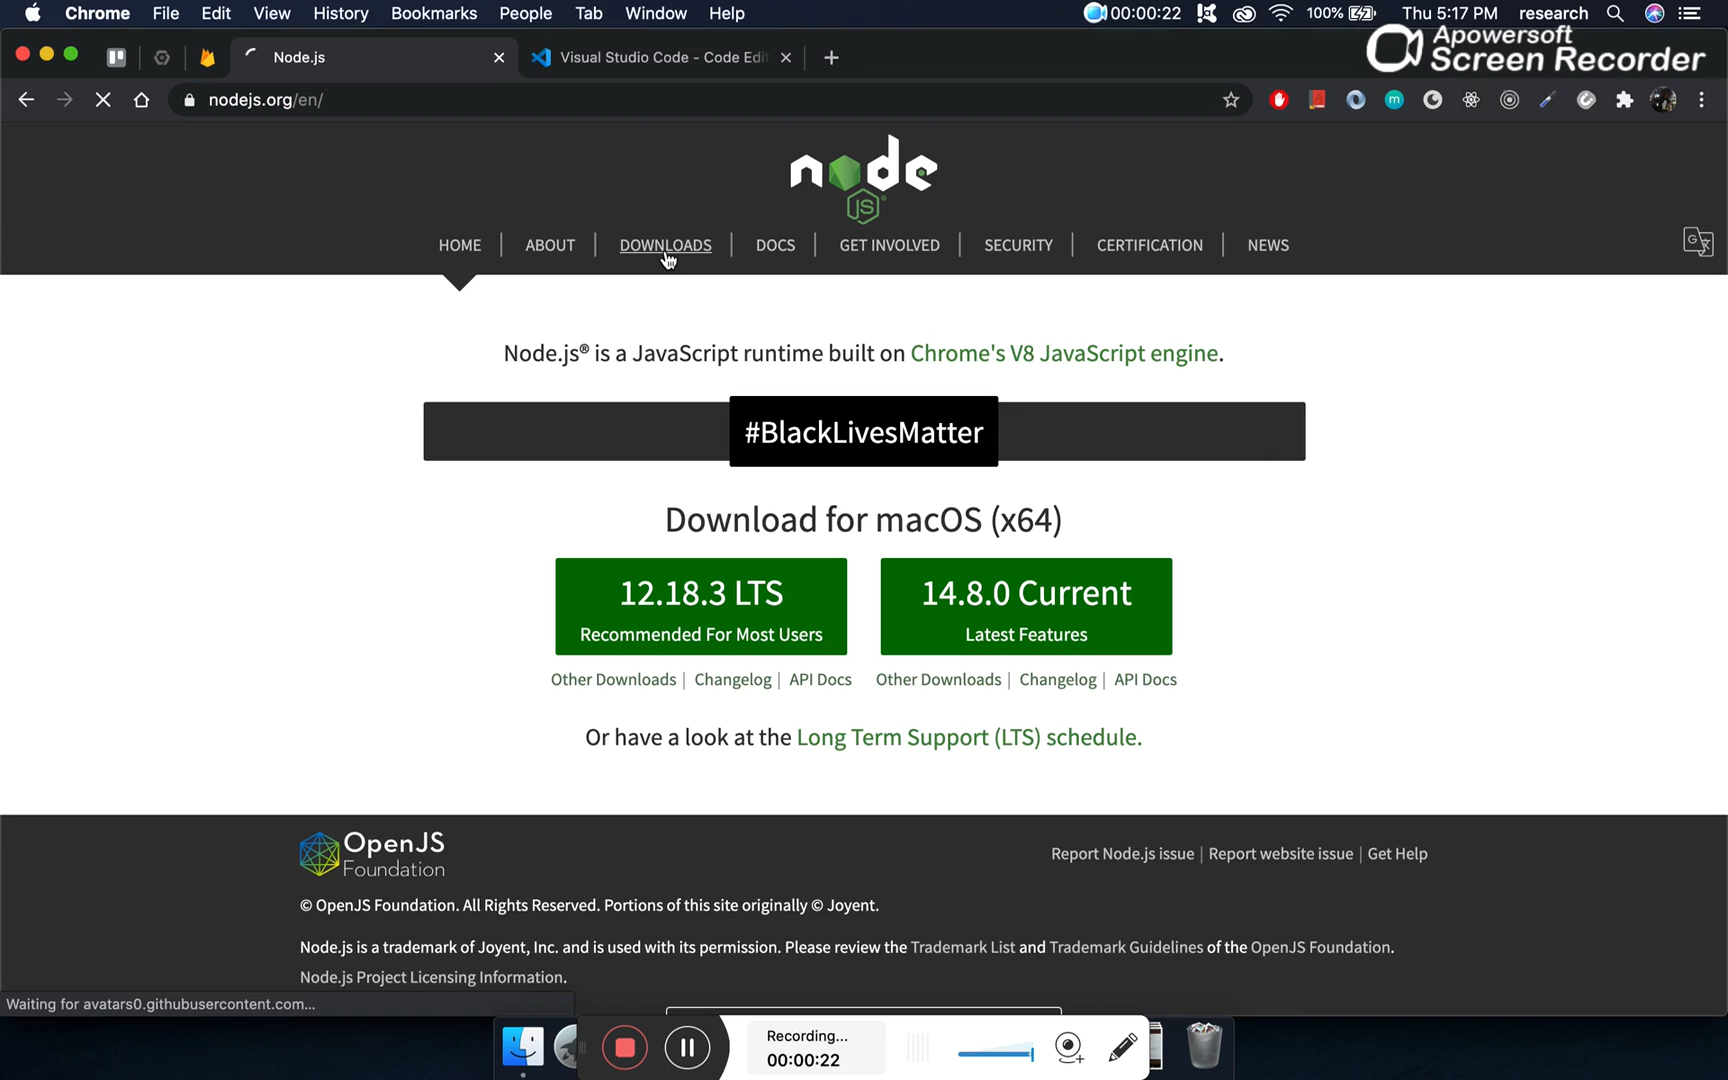 Chrome File Edit View History Bookmarks People Tab Window Help 00:00:22 100% Thu 5:17 PM research
Apowersoft
Screen Recorder
Node.js Visual Studio Code - Code Edit
nodejs.org/en/
node
JS
HOME ABOUT DOWNLOADS DOCS GET INVOLVED SECURITY CERTIFICATION NEWS
Node.js® is a JavaScript runtime built on Chrome's V8 JavaScript engine.
#BlackLivesMatter
Download for macOS (x64)
12.18.3 LTS 14.8.0 Current
Recommended For Most Users Latest Features
Other Downloads | Changelog | API Docs Other Downloads | Changelog | API Docs
Or have a look at the Long Term Support (LTS) schedule.
OpenJS
Foundation
Report Node.js issue | Report website issue | Get Help
© OpenJS Foundation. All Rights Reserved. Portions of this site originally © Joyent.
Node.js is a trademark of Joyent, Inc. and is used with its permission. Please review the Trademark List and Trademark Guidelines of the OpenJS Foundation.
Node.js Project Licensing Information.
Waiting for avatars0.githubusercontent.com...
Recording...
00:00:22